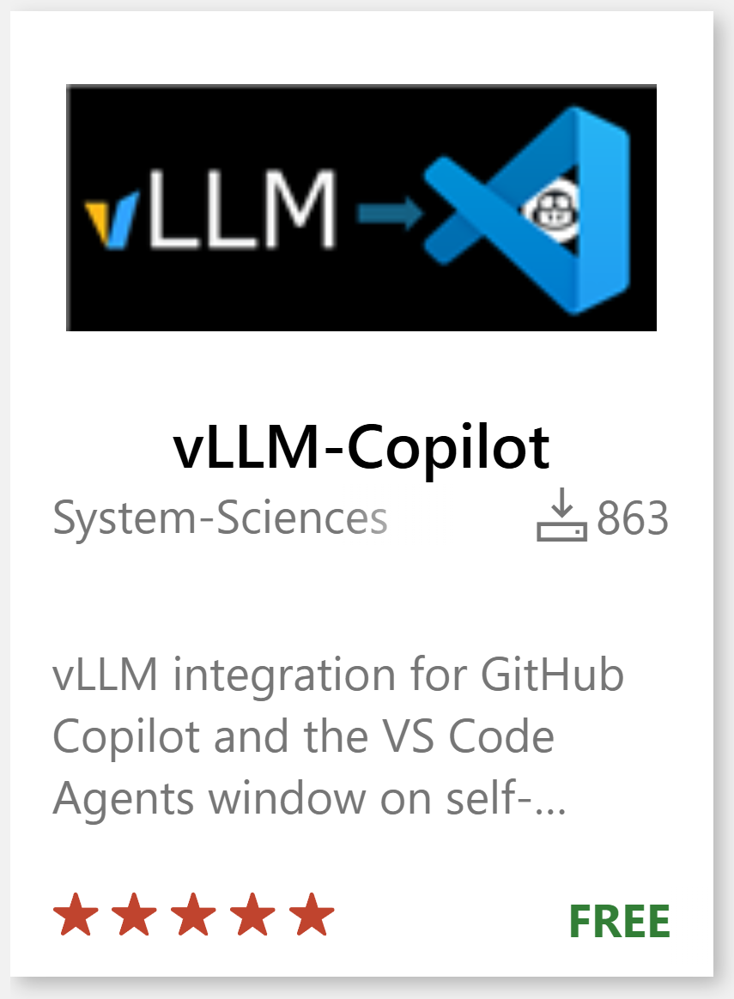 vLLM
vLLM-Copilot
System-Sciences 863
vLLM integration for GitHub
Copilot and the VS Code
Agents window on self-...
FREE